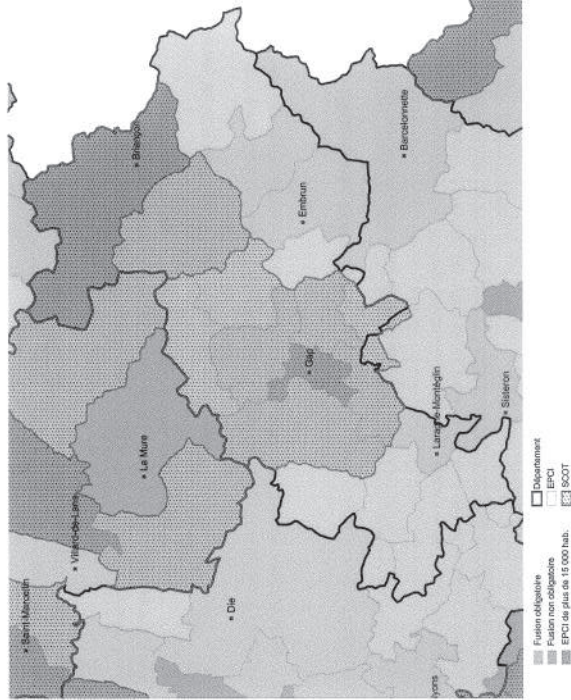 Briançon
Barcelonnette
Embrun
Gap
La Mure
Laragne-Montéglin
Sisteron
Villard-de-Lans
Saint-Marcellin
Die
yons
Fusion obligatoire
Fusion non obligatoire
EPCI de plus de 15 000 hab.
Département
EPCI
SCOT